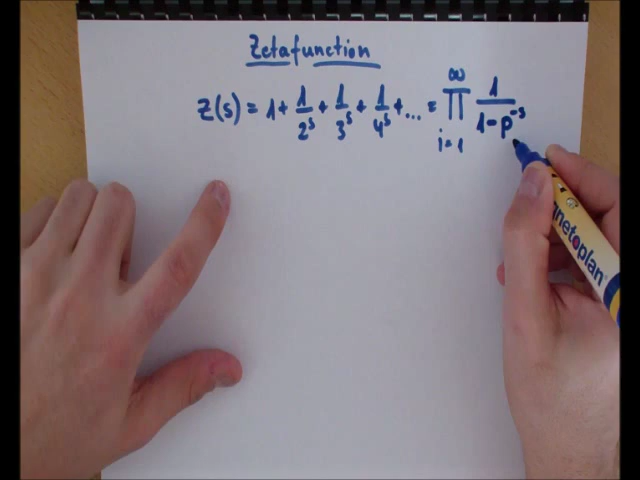 Zetafunction
Z(s) = 1 + 1/2^s + 1/3^s + 1/4^s + ... = ∏_{i=1}^{∞} 1/(1-p^{-s})
netoplan®